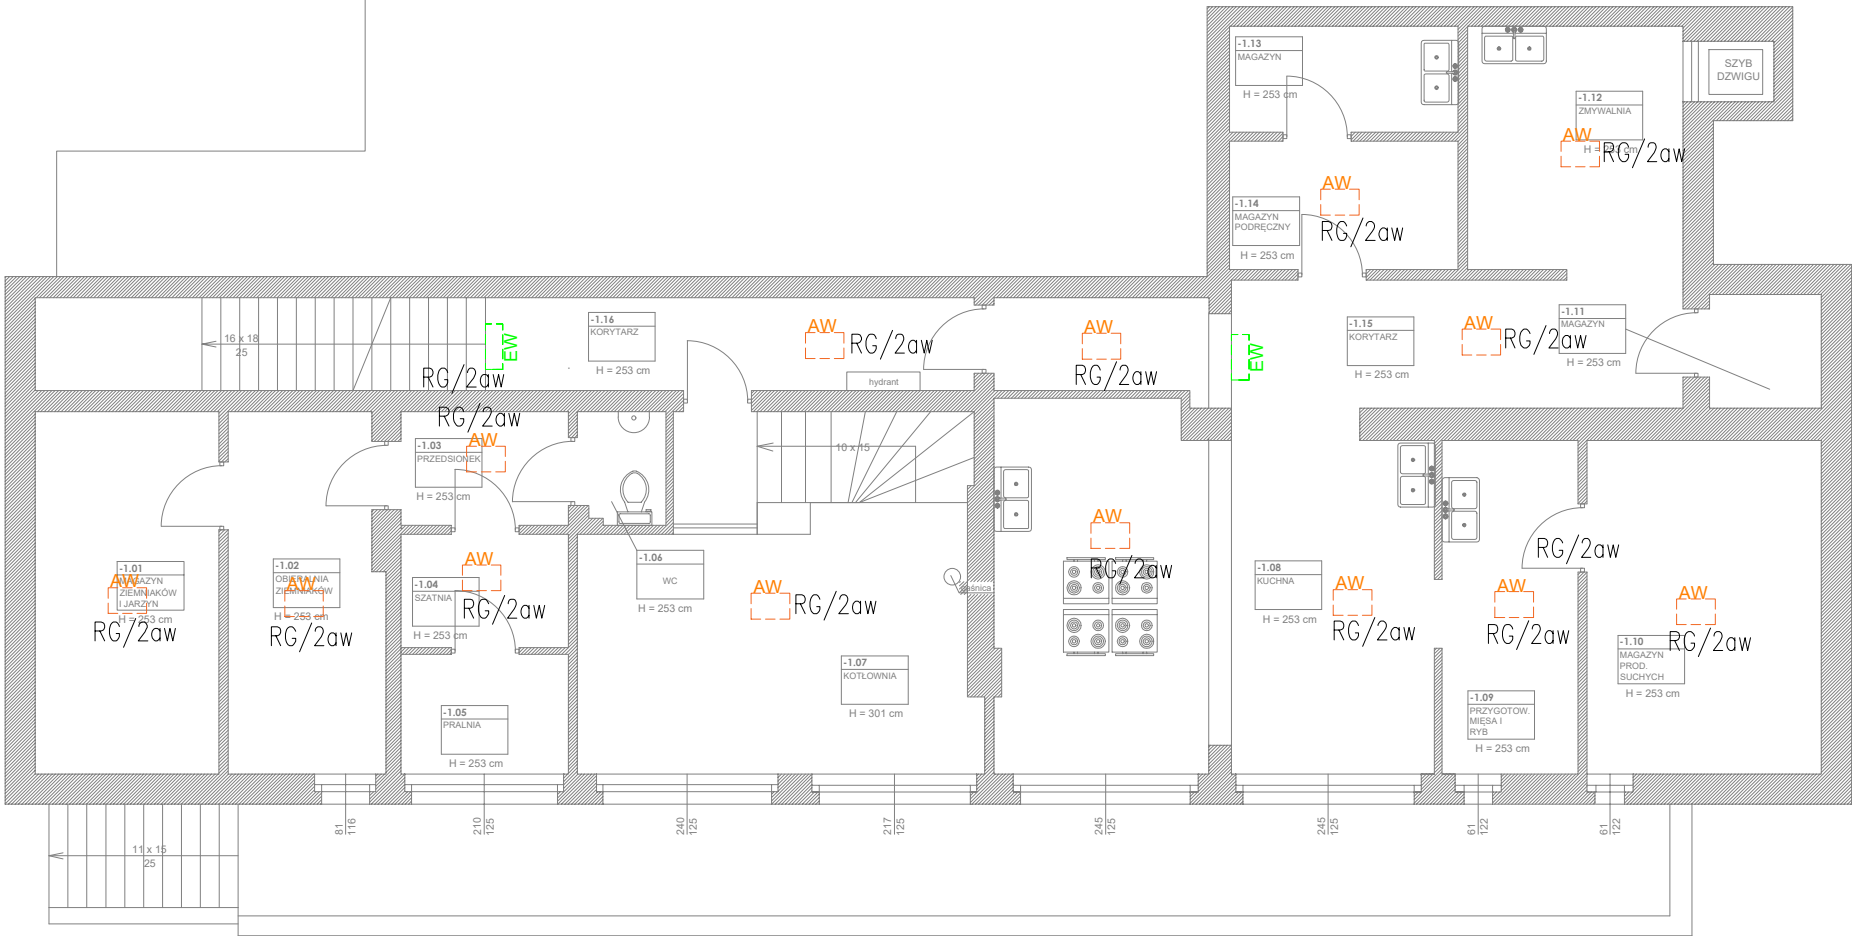 -1.13
MAGAZYN
H = 253 cm
SZYB
DZWIGU
-1.12
ZMYWALNIA
H = 253 cm
AW
RG/2aw
AW
-1.14
MAGAZYN
PODRĘCZNY
H = 253 cm
RG/2aw
16 x 18
25
EW
RG/2aw
-1.16
KORYTARZ
H = 253 cm
AW
RG/2aw
hydrant
AW
RG/2aw
EW
-1.15
KORYTARZ
H = 253 cm
AW
RG/2aw
-1.11
MAGAZYN
H = 253 cm
RG/2aw
AW
-1.03
PRZEDSIONEK
H = 253 cm
10 x 15
-1.01
MAGAZYN
ZIEMNIAKÓW
I JARZYN
H = 253 cm
AW
RG/2aw
-1.02
OBIERALNIA
ZIEMNIAKÓW
H = 253 cm
AW
RG/2aw
AW
-1.04
SZATNIA
H = 253 cm
RG/2aw
-1.06
WC
AW
RG/2aw
-1.07
KOTŁOWNIA
H = 301 cm
-1.05
PRALNIA
H = 253 cm
AW
RG/2aw
-1.08
KUCHNA
H = 253 cm
AW
RG/2aw
RG/2aw
AW
RG/2aw
AW
RG/2aw
-1.10
MAGAZYN
PROD.
SUCHYCH
H = 253 cm
-1.09
PRZYGOTOW.
MIĘSA I
RYB
H = 253 cm
81
116
210
125
240
125
217
125
245
125
245
125
61
122
61
122
11 x 15
25